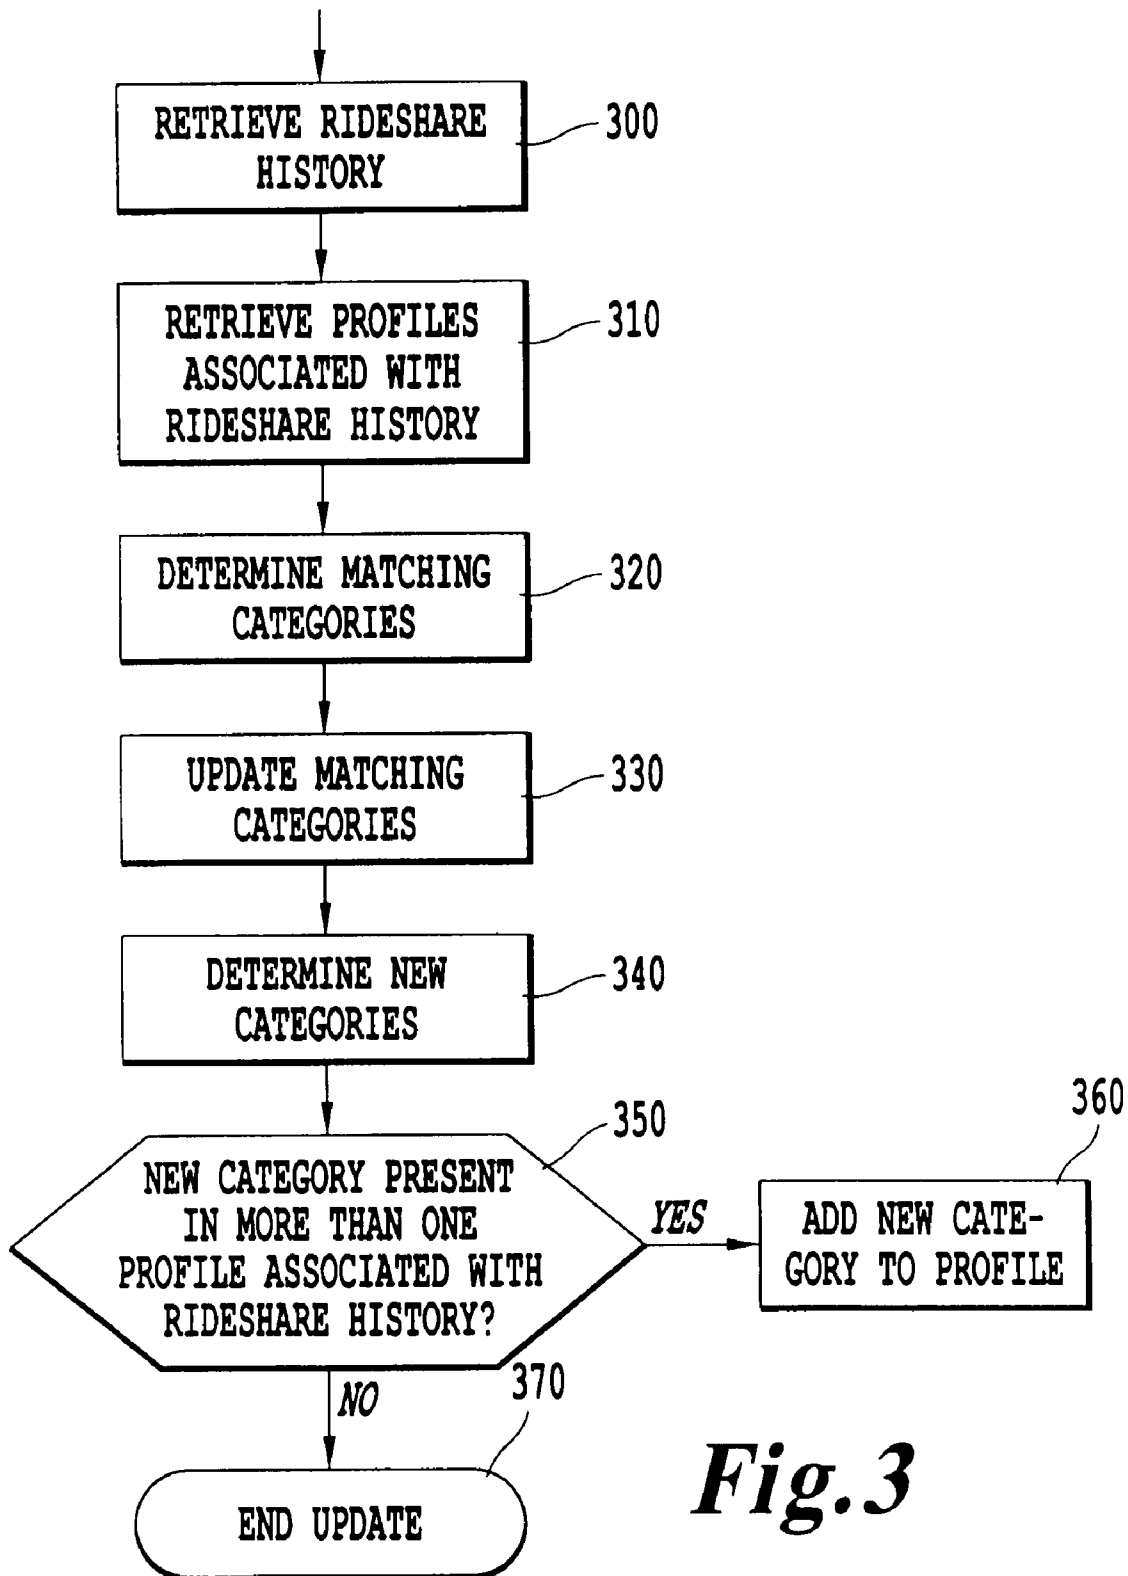 RETRIEVE RIDESHARE
HISTORY
300
RETRIEVE PROFILES
ASSOCIATED WITH
RIDESHARE HISTORY
310
DETERMINE MATCHING
CATEGORIES
320
UPDATE MATCHING
CATEGORIES
330
DETERMINE NEW
CATEGORIES
340
NEW CATEGORY PRESENT
IN MORE THAN ONE
PROFILE ASSOCIATED WITH
RIDESHARE HISTORY?
350
YES
ADD NEW CATE-
GORY TO PROFILE
360
NO
END UPDATE
370
Fig. 3